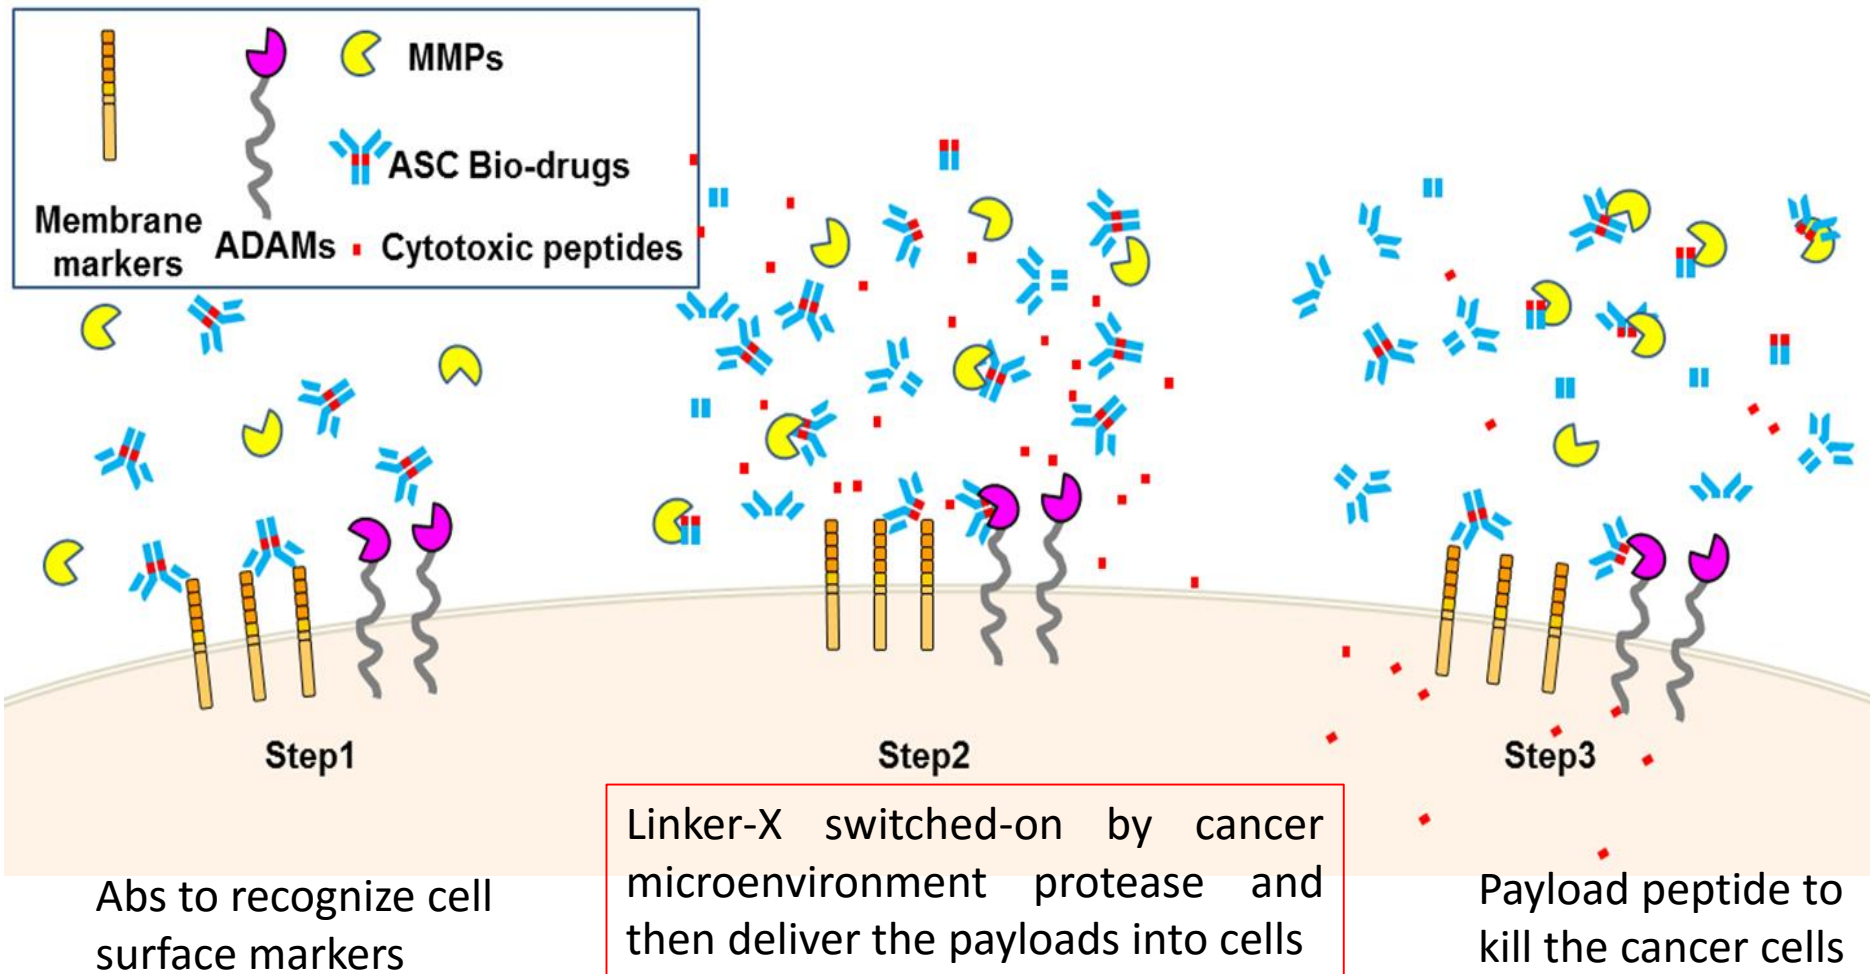 MMPs
ASC Bio-drugs
Membrane
markers
ADAMs
Cytotoxic peptides
Step1
Step2
Step3
Abs to recognize cell
surface markers
Linker-X switched-on by cancer
microenvironment protease and
then deliver the payloads into cells
Payload peptide to
kill the cancer cells